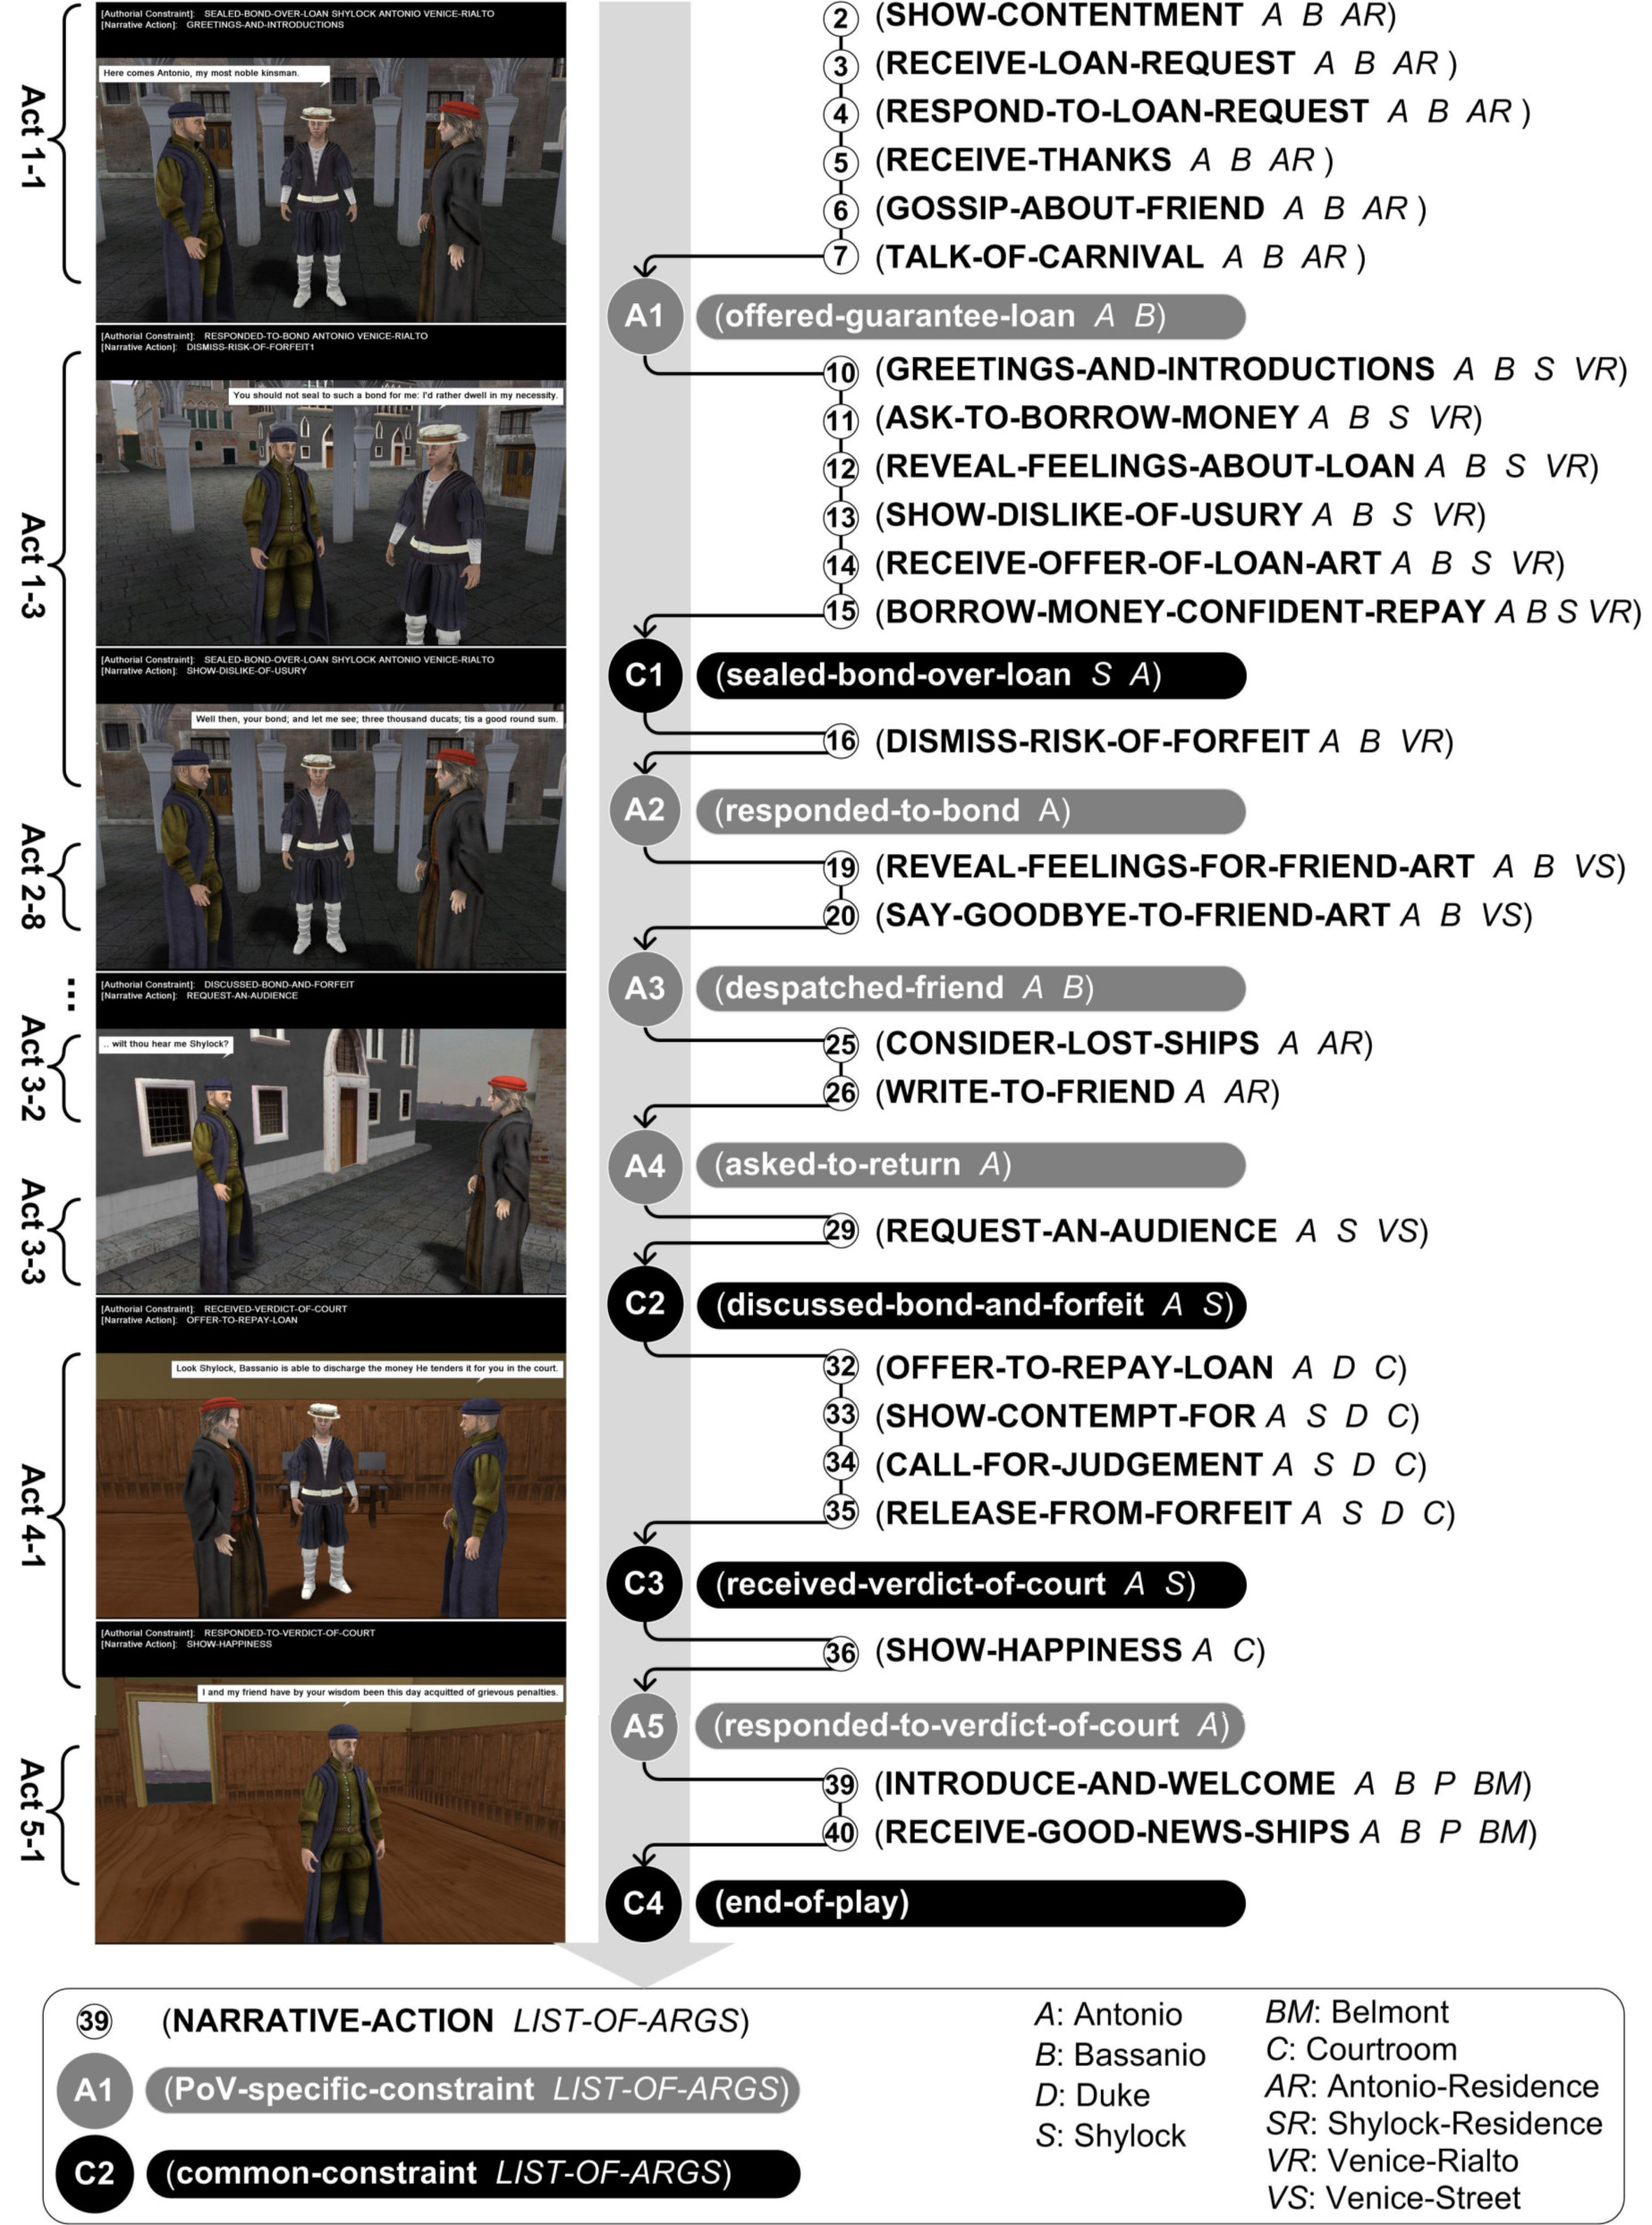 Act 1-1
[Authorial Constraint]: SEALED-BOND-OVER-LOAN SHYLOCK ANTONIO VENICE-RIALTO
[Narrative Action]: GREETINGS-AND-INTRODUCTIONS
Here comes Antonio, my most noble kinsman.
Act 1-3
[Authorial Constraint]: RESPONDED-TO-BOND ANTONIO VENICE-RIALTO
[Narrative Action]: DISMISS-RISK-OF-FORFEIT1
You should not seal to such a bond for me: I'd rather dwell in my necessity.
[Authorial Constraint]: SEALED-BOND-OVER-LOAN SHYLOCK ANTONIO VENICE-RIALTO
[Narrative Action]: SHOW-DISLIKE-OF-USURY
Well then, your bond; and let me see; three thousand ducats; tis a good round sum.
Act 2-8
...
Act 3-2
[Authorial Constraint]: DISCUSSED-BOND-AND-FORFEIT
[Narrative Action]: REQUEST-AN-AUDIENCE
.. wilt thou hear me Shylock?
Act 3-3
Act 4-1
[Authorial Constraint]: RECEIVED-VERDICT-OF-COURT
[Narrative Action]: OFFER-TO-REPAY-LOAN
Look Shylock, Bassanio is able to discharge the money He tenders it for you in the court.
[Authorial Constraint]: RESPONDED-TO-VERDICT-OF-COURT
[Narrative Action]: SHOW-HAPPINESS
I and my friend have by your wisdom been this day acquitted of grievous penalties.
Act 5-1
2 (SHOW-CONTENTMENT A B AR)
3 (RECEIVE-LOAN-REQUEST A B AR )
4 (RESPOND-TO-LOAN-REQUEST A B AR )
5 (RECEIVE-THANKS A B AR )
6 (GOSSIP-ABOUT-FRIEND A B AR )
7 (TALK-OF-CARNIVAL A B AR )
A1 (offered-guarantee-loan A B)
10 (GREETINGS-AND-INTRODUCTIONS A B S VR)
11 (ASK-TO-BORROW-MONEY A B S VR)
12 (REVEAL-FEELINGS-ABOUT-LOAN A B S VR)
13 (SHOW-DISLIKE-OF-USURY A B S VR)
14 (RECEIVE-OFFER-OF-LOAN-ART A B S VR)
15 (BORROW-MONEY-CONFIDENT-REPAY A B S VR)
C1 (sealed-bond-over-loan S A)
16 (DISMISS-RISK-OF-FORFEIT A B VR)
A2 (responded-to-bond A)
19 (REVEAL-FEELINGS-FOR-FRIEND-ART A B VS)
20 (SAY-GOODBYE-TO-FRIEND-ART A B VS)
A3 (despatched-friend A B)
25 (CONSIDER-LOST-SHIPS A AR)
26 (WRITE-TO-FRIEND A AR)
A4 (asked-to-return A)
29 (REQUEST-AN-AUDIENCE A S VS)
C2 (discussed-bond-and-forfeit A S)
32 (OFFER-TO-REPAY-LOAN A D C)
33 (SHOW-CONTEMPT-FOR A S D C)
34 (CALL-FOR-JUDGEMENT A S D C)
35 (RELEASE-FROM-FORFEIT A S D C)
C3 (received-verdict-of-court A S)
36 (SHOW-HAPPINESS A C)
A5 (responded-to-verdict-of-court A)
39 (INTRODUCE-AND-WELCOME A B P BM)
40 (RECEIVE-GOOD-NEWS-SHIPS A B P BM)
C4 (end-of-play)
39 (NARRATIVE-ACTION LIST-OF-ARGS)
A1 (PoV-specific-constraint LIST-OF-ARGS)
C2 (common-constraint LIST-OF-ARGS)
A: Antonio
B: Bassanio
D: Duke
S: Shylock
BM: Belmont
C: Courtroom
AR: Antonio-Residence
SR: Shylock-Residence
VR: Venice-Rialto
VS: Venice-Street